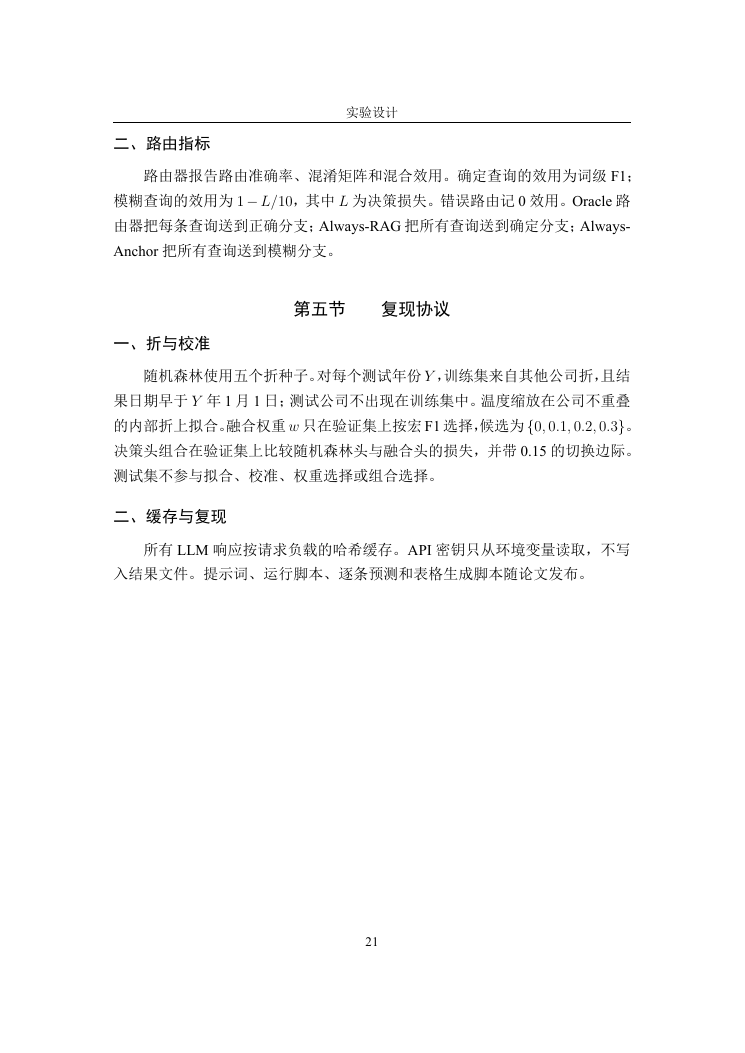 实验设计
二、路由指标
路由器报告路由准确率、混淆矩阵和混合效用。确定查询的效用为词级 F1；
模糊查询的效用为 1 − L/10，其中 L 为决策损失。错误路由记 0 效用。Oracle 路
由器把每条查询送到正确分支；Always-RAG 把所有查询送到确定分支；Always-
Anchor 把所有查询送到模糊分支。
第五节 复现协议
一、折与校准
随机森林使用五个折种子。对每个测试年份 Y，训练集来自其他公司折，且结
果日期早于 Y 年 1 月 1 日；测试公司不出现在训练集中。温度缩放在公司不重叠
的内部折上拟合。融合权重 w 只在验证集上按宏 F1 选择，候选为 {0, 0.1, 0.2, 0.3}。
决策头组合在验证集上比较随机森林头与融合头的损失，并带 0.15 的切换边际。
测试集不参与拟合、校准、权重选择或组合选择。
二、缓存与复现
所有 LLM 响应按请求负载的哈希缓存。API 密钥只从环境变量读取，不写
入结果文件。提示词、运行脚本、逐条预测和表格生成脚本随论文发布。
21